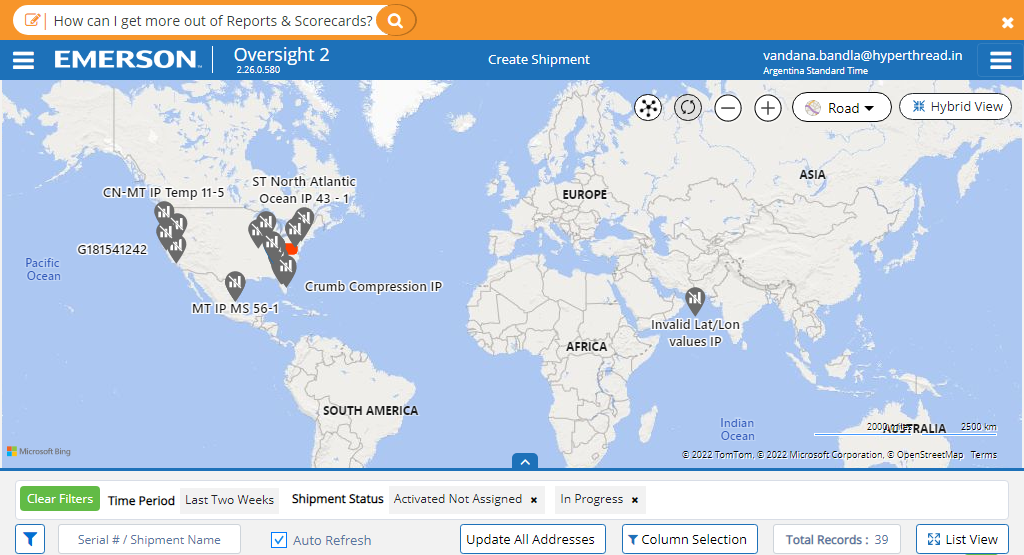 How can I get more out of Reports & Scorecards?
EMERSON
Oversight 2
2.26.0.580
Create Shipment
vandana.bandla@hyperthread.in
Argentina Standard Time
Road
Hybrid View
ASIA
CN-MT IP Temp 11-5
ST North Atlantic
Ocean IP 43 - 1
EUROPE
G181541242
Pacific
Ocean
Crumb Compression IP
MT IP MS 56-1
Invalid Lat/Lon
values IP
AFRICA
SOUTH AMERICA
Indian
Ocean
2000 miles
AUSTRALIA
2500 km
Microsoft Bing
© 2022 TomTom, © 2022 Microsoft Corporation, © OpenStreetMap Terms
Clear Filters
Time Period
Last Two Weeks
Shipment Status
Activated Not Assigned ×
In Progress ×
Serial # / Shipment Name
Auto Refresh
Update All Addresses
Column Selection
Total Records : 39
List View